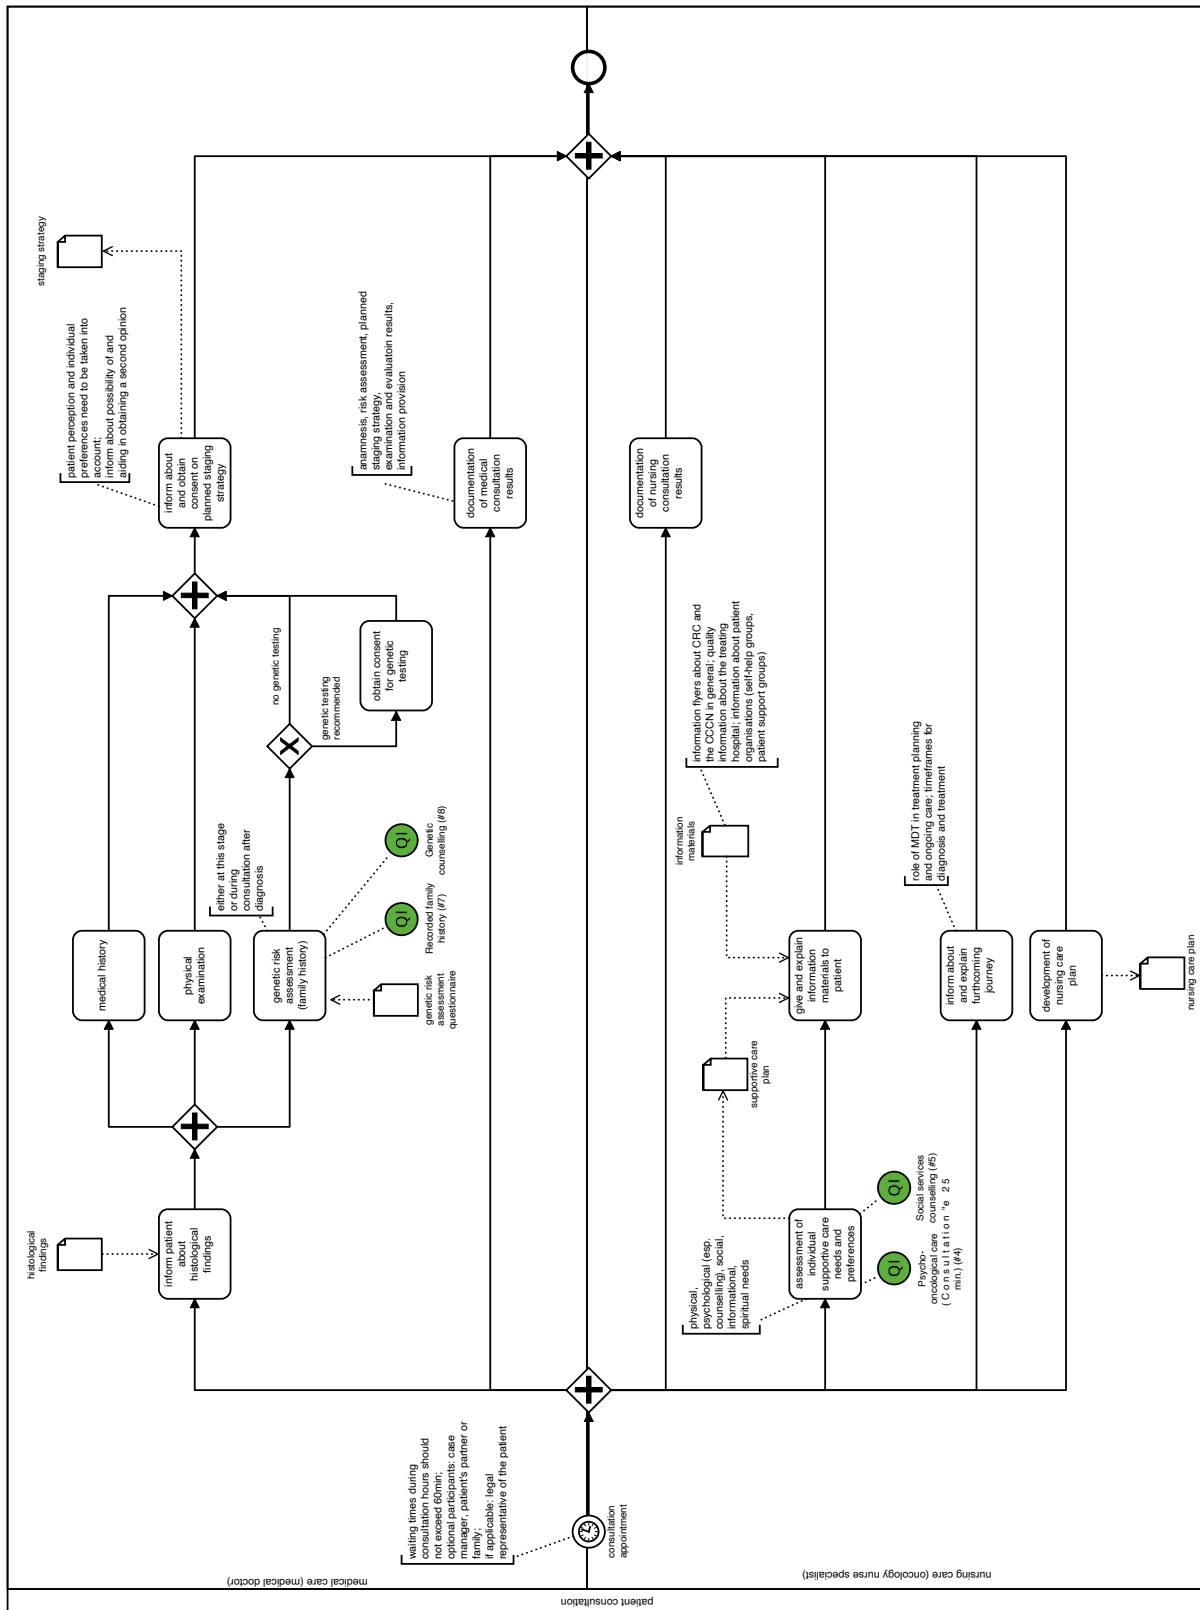 patient consultation
medical care (medical doctor)
nursing care (oncology nurse specialist)
waiting times during
consultation hours should
not exceed 60min;
optional participants: case
manager, patient's partner or
family;
if applicable: legal
representative of the patient
consultation
appointment
histological
findings
inform patient
about
histological
findings
medical history
physical
examination
genetic risk
assessment
(family history)
either at this stage
or during
consultation after
diagnosis
genetic risk
assessment
questionnaire
QI
Recorded family
history (#7)
QI
Genetic
counselling (#8)
X
no genetic testing
genetic testing
recommended
obtain consent
for genetic
testing
patient perception and individual
preferences need to be taken into
account;
inform about possibility of and
aiding in obtaining a second opinion
inform about
and obtain
consent on
planned staging
strategy
staging strategy
anamnesis, risk assessment, planned
staging strategy,
examination and evaluatoin results,
information provision
documentation
of medical
consultation
results
documentation
of nursing
consultation
results
physical,
psychological (esp.
counselling), social,
informational,
spiritual needs
assessment of
individual
supportive care
needs and
preferences
QI
Psycho-
oncological care
(Consultation "e 25
min.) (#4)
QI
Social services
counselling (#5)
supportive care
plan
information
materials
information flyers about CRC and
the CCCN in general; quality
information about the treating
hospital; information about patient
organisations (self-help groups,
patient support groups)
give and explain
information
materials to
patient
role of MDT in treatment planning
and ongoing care; timeframes for
diagnosis and treatment
inform about
and explain
furthcoming
journey
development of
nursing care
plan
nursing care plan